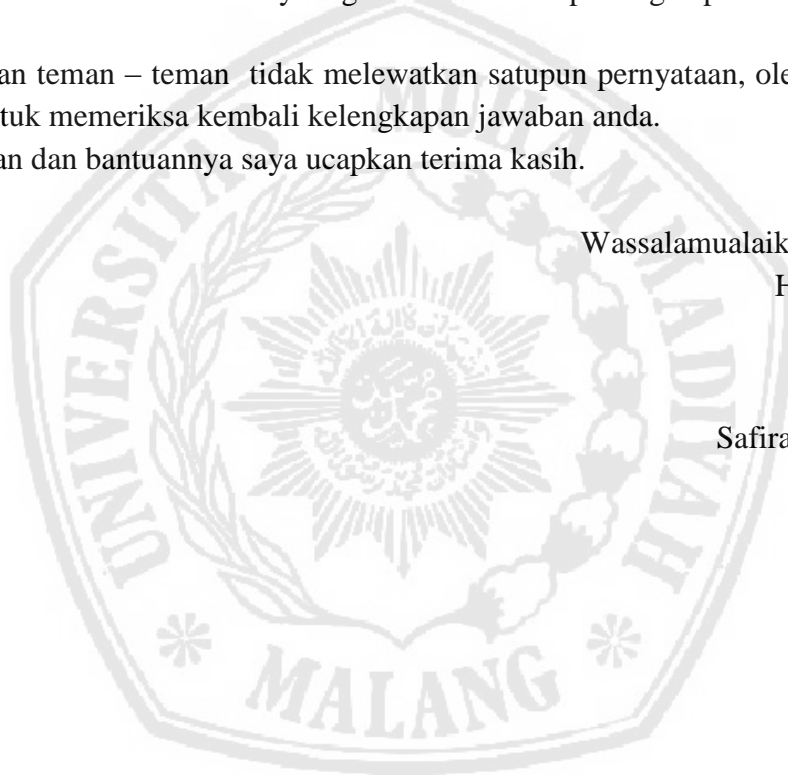 an teman – teman tidak melewatkan satupun pernyataan, ole
tuk memeriksa kembali kelengkapan jawaban anda.
an dan bantuannya saya ucapkan terima kasih.
Wassalamualaik
H
Safira
UNIVERSITAS MUHAMMADIYAH
MALANG